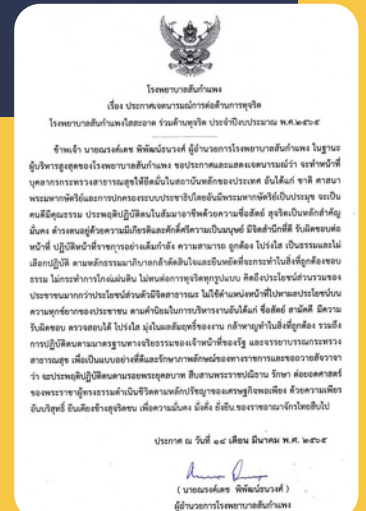 โรงพยาบาลสันกำแพง
เรื่อง ประกาศเจตนารมณ์การต่อต้านการทุจริต
โรงพยาบาลสันกำแพงใสสะอาด ร่วมต้านทุจริต ประจำปีงบประมาณ พ.ศ.๒๕๖๕
ข้าพเจ้า นายณรงค์เดช พิพัฒน์ธนวงศ์ ผู้อำนวยการโรงพยาบาลสันกำแพง ในฐานะ
ผู้บริหารสูงสุดของโรงพยาบาลสันกำแพง ขอประกาศและแสดงเจตนารมณ์ว่า จะทำหน้าที่
บุคลากรกระทรวงสาธารณสุขให้ยึดมั่นในสถาบันหลักของประเทศ อันได้แก่ ชาติ ศาสนา
พระมหากษัตริย์และการปกครองระบบประชาธิปไตยอันมีพระมหากษัตริย์เป็นประมุข จะเป็น
คนดีมีคุณธรรม ประพฤติปฏิบัติตนในสัมมาอาชีพด้วยความซื่อสัตย์ สุจริตเป็นหลักสำคัญ
มั่นคง ดำรงตนอยู่ด้วยความมีเกียรติและศักดิ์ศรีความเป็นมนุษย์ มีจิตสำนึกที่ดี รับผิดชอบต่อ
หน้าที่ ปฏิบัติหน้าที่ราชการอย่างเต็มกำลัง ความสามารถ ถูกต้อง โปร่งใส เป็นธรรมและไม่
เลือกปฏิบัติ ตามหลักธรรมมาภิบาลกล้าตัดสินใจและยืนหยัดที่จะกระทำในสิ่งที่ถูกต้องชอบ
ธรรม ไม่กระทำการโกงแผ่นดิน ไม่ทนต่อการทุจริตทุกรูปแบบ คิดถึงประโยชน์ส่วนรวมของ
ประชาชนมากกว่าประโยชน์ส่วนตัวมีจิตสาธารณะ ไม่ใช้ตำแหน่งหน้าที่ไปหาผลประโยชน์บน
ความทุกข์ยากของประชาชน ตามค่านิยมในการบริหารงานอันได้แก่ ซื่อสัตย์ สามัคคี มีความ
รับผิดชอบ ตรวจสอบได้ โปร่งใส มุ่งในผลสัมฤทธิ์ของงาน กล้าหาญทำในสิ่งที่ถูกต้อง รวมถึง
การปฏิบัติตนตามมาตรฐานทางจริยธรรมของเจ้าหน้าที่ของรัฐ และจรรยาบรรณกระทรวง
สาธารณสุข เพื่อเป็นแบบอย่างที่ดีและรักษาภาพลักษณ์ของทางราชการและขอถวายสัจวาจา
ว่า จะประพฤติปฏิบัติตนตามรอยพระยุคลบาท สืบสานพระราชปณิธาน รักษา ต่อยอดศาสตร์
ของพระราชาผู้ทรงธรรมดำเนินชีวิตตามหลักปรัชญาของเศรษฐกิจพอเพียง ด้วยความเพียร
อันบริสุทธิ์ ยืนเคียงข้างสุจริตชน เพื่อความมั่นคง มั่งคั่ง ยั่งยืน.ของราชอาณาจักรไทยสืบไป
ประกาศ ณ วันที่ ๑๔ เดือน มีนาคม พ.ศ. ๒๕๖๕
( นายณรงค์เดช พิพัฒน์ธนวงศ์ )
ผู้อำนวยการโรงพยาบาลสันกำแพง